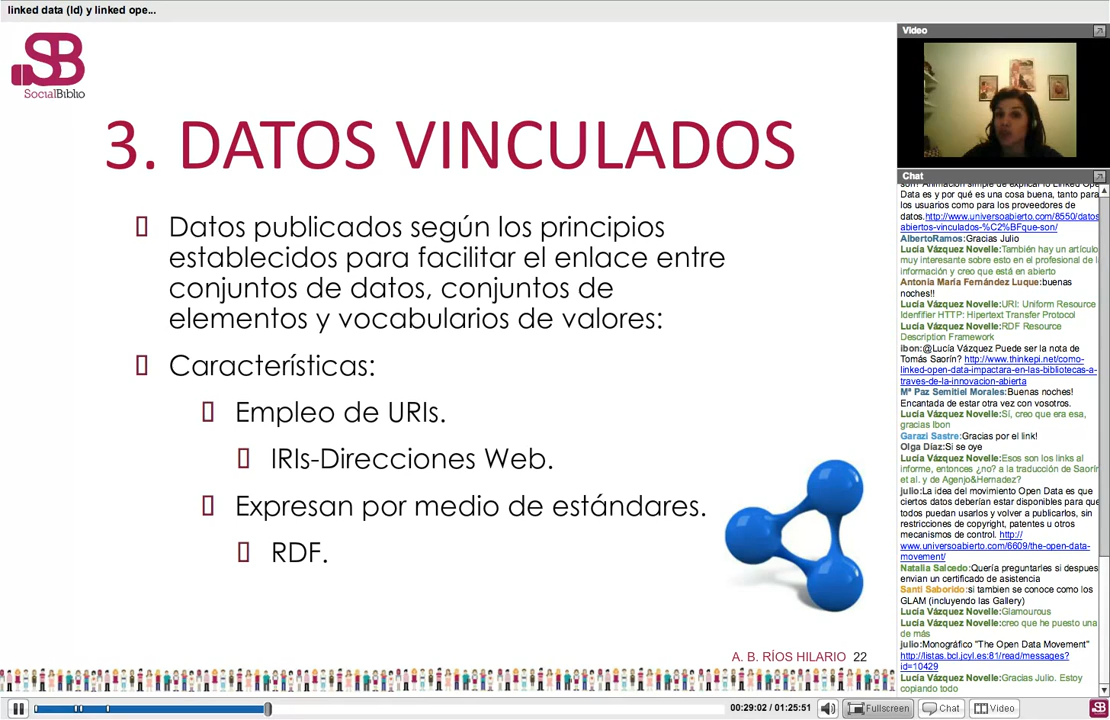 linked data (ld) y linked ope...
SB
SocialBiblio
3. DATOS VINCULADOS
Datos publicados según los principios
establecidos para facilitar el enlace entre
conjuntos de datos, conjuntos de
elementos y vocabularios de valores:
Características:
Empleo de URIs.
IRIs-Direcciones Web.
Expresan por medio de estándares.
RDF.
A. B. RÍOS HILARIO 22
Video
Chat
son? Animación simple de explicar lo Linked Ope
Data es y por qué es una cosa buena, tanto para
los usuarios como para los proveedores de
datos.http://www.universoabierto.com/8550/datos
abiertos-vinculados-%C2%BFque-son/
AlbertoRamos:Gracias Julio
Lucía Vázquez Novelle:También hay un artículo
muy interesante sobre esto en el profesional de l
información y creo que está en abierto
Antonia María Fernández Luque:buenas
noches!!
Lucía Vázquez Novelle:URI: Uniform Resource
Idenfifier HTTP: Hipertext Transfer Protocol
Lucía Vázquez Novelle:RDF Resource
Description Framework
ibon:@Lucía Vázquez Puede ser la nota de
Tomás Saorín? http://www.thinkepi.net/como-
linked-open-data-impactara-en-las-bibliotecas-a-
traves-de-la-innovacion-abierta
Mª Paz Semitiel Morales:Buenas noches!
Encantada de estar otra vez con vosotros.
Lucía Vázquez Novelle:Sí, creo que era esa,
gracias Ibon
Garazi Sastre:Gracias por el link!
Olga Díaz:Si se oye
Lucía Vázquez Novelle:Esos son los links al
informe, entonces ¿no? a la traducción de Saorín
et al. y de Agenjo&Hernadez?
julio:La idea del movimiento Open Data es que
ciertos datos deberían estar disponibles para que
todos puedan usarlos y volver a publicarlos, sin
restricciones de copyright, patentes u otros
mecanismos de control. http://
www.universoabierto.com/6609/the-open-data-
movement/
Natalia Salcedo:Quería preguntarles si despues
envian un certificado de asistencia
Santi Saborido:si tambien se conoce como los
GLAM (incluyendo las Gallery)
Lucía Vázquez Novelle:Glamourous
Lucía Vázquez Novelle:creo que he puesto una
de más
julio:Monográfico "The Open Data Movement"
http://listas.bcl.jcyl.es:81/read/messages?
id=10429
Lucía Vázquez Novelle:Gracias Julio. Estoy
copiando todo
00:29:02 / 01:25:51
Fullscreen
Chat
Video
SB